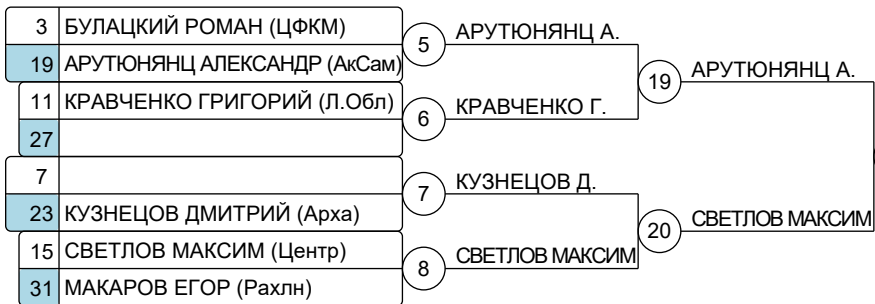 3 БУЛАЦКИЙ РОМАН (ЦФКМ)
5 АРУТЮНЯНЦ А.
19 АРУТЮНЯНЦ АЛЕКСАНДР (АкСам)
19 АРУТЮНЯНЦ А.
11 КРАВЧЕНКО ГРИГОРИЙ (Л.Обл)
6 КРАВЧЕНКО Г.
27
7
7 КУЗНЕЦОВ Д.
23 КУЗНЕЦОВ ДМИТРИЙ (Арха)
20 СВЕТЛОВ МАКСИМ
15 СВЕТЛОВ МАКСИМ (Центр)
8 СВЕТЛОВ МАКСИМ
31 МАКАРОВ ЕГОР (Рахлн)